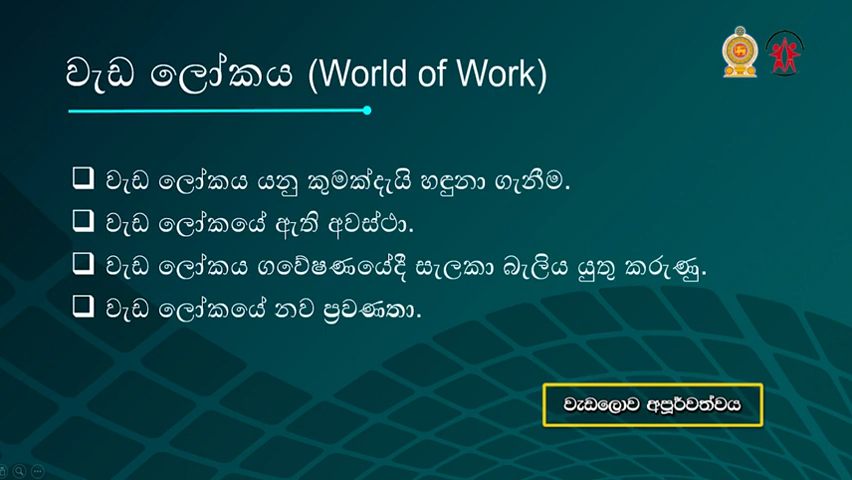 වැඩ ලෝකය (World of Work)
වැඩ ලෝකය යනු කුමක්දැයි හඳුනා ගැනීම.
වැඩ ලෝකයේ ඇති අවස්ථා.
වැඩ ලෝකය ගවේෂණයේදී සැලකා බැලිය යුතු කරුණු.
වැඩ ලෝකයේ නව ප්‍රවණතා.
වැඩලොව අපූර්වත්වය